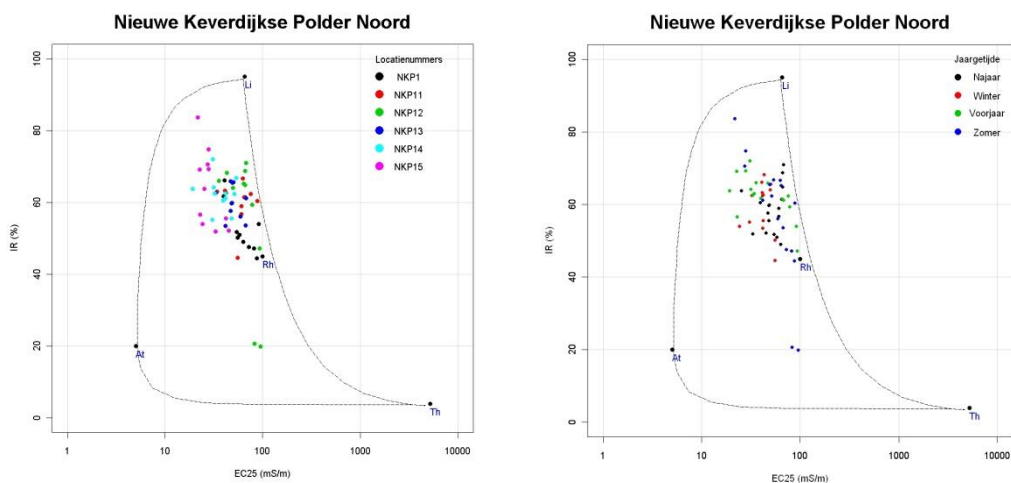 Nieuwe Keverdijkse Polder Noord
IR (%)
100
80
60
40
20
0
Locatienummers
NKP1
NKP11
NKP12
NKP13
NKP14
NKP15
Li
Rh
At
Th
1
10
100
1000
10000
EC25 (mS/m)
Nieuwe Keverdijkse Polder Noord
IR (%)
100
80
60
40
20
0
Jaargetijde
Najaar
Winter
Voorjaar
Zomer
Li
Rh
At
Th
1
10
100
1000
10000
EC25 (mS/m)